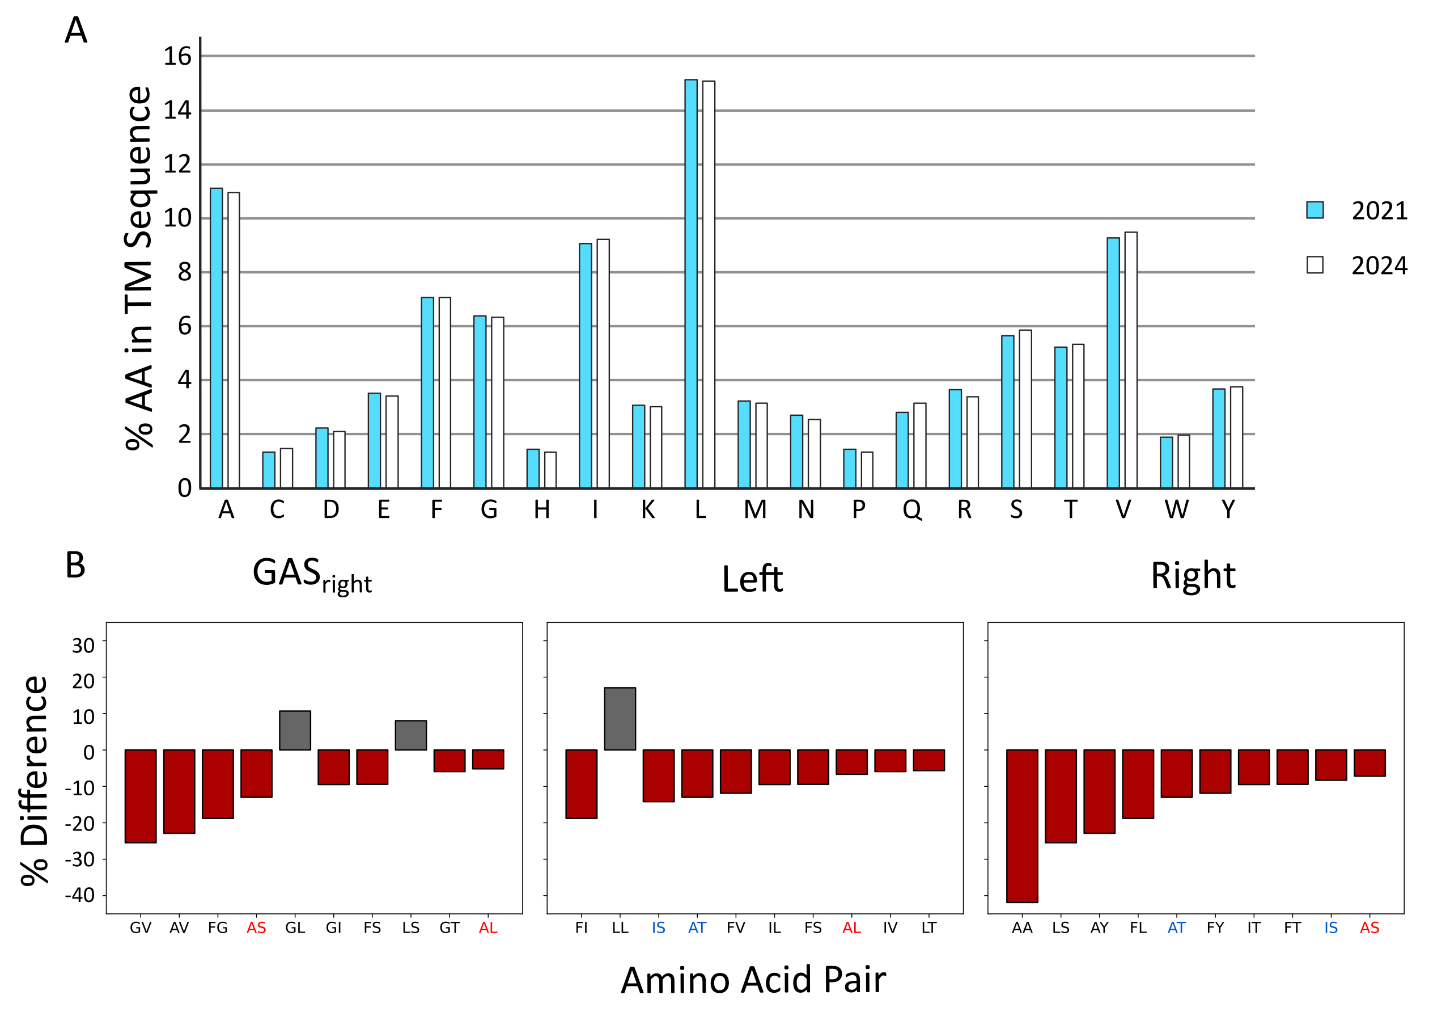 A
% AA in TM Sequence
16
14
12
10
8
6
4
2
0
A C D E F G H I K L M N P Q R S T V W Y
2021
2024
B
GASright
Left
Right
% Difference
30
20
10
0
-10
-20
-30
-40
GV AV FG AS GL GI FS LS GT AL
FI LL IS AT FV IL FS AL IV LT
AA LS AY FL AT FY IT FT IS AS
Amino Acid Pair